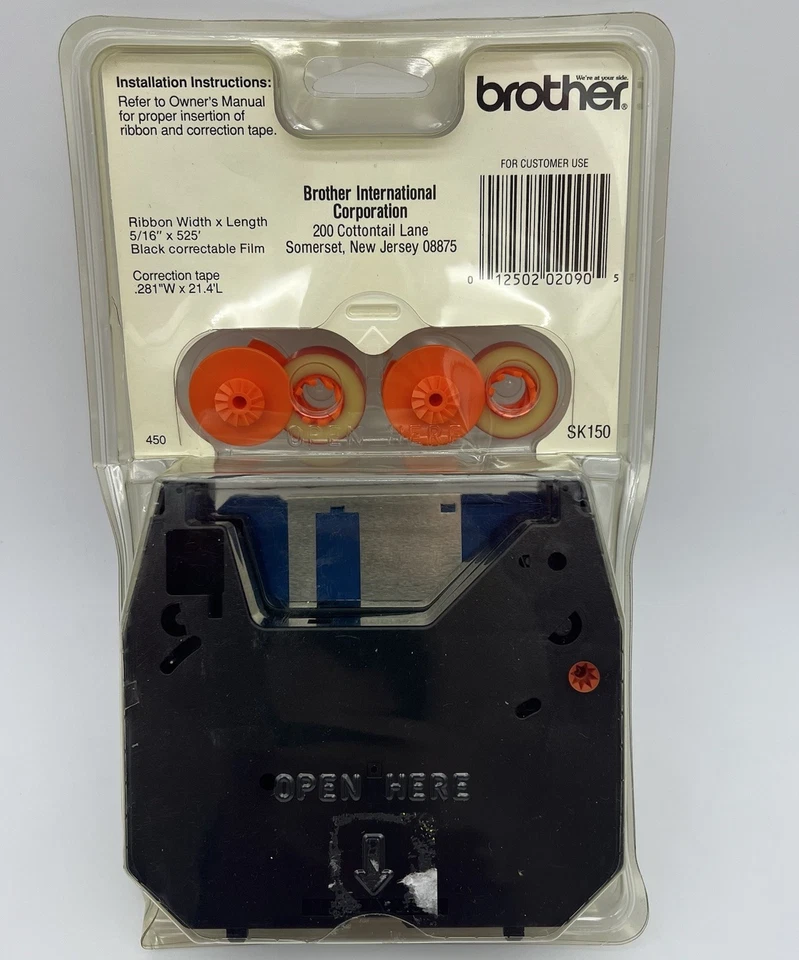 Installation Instructions:
Refer to Owner's Manual
for proper insertion of
ribbon and correction tape.
We're at your side.
brother®
FOR CUSTOMER USE
0 12502 02090 5
Brother International
Corporation
200 Cottontail Lane
Somerset, New Jersey 08875
Ribbon Width x Length
5/16" x 525'
Black correctable Film
Correction tape
.281"W x 21.4'L
OPEN HERE
450
SK150
OPEN HERE